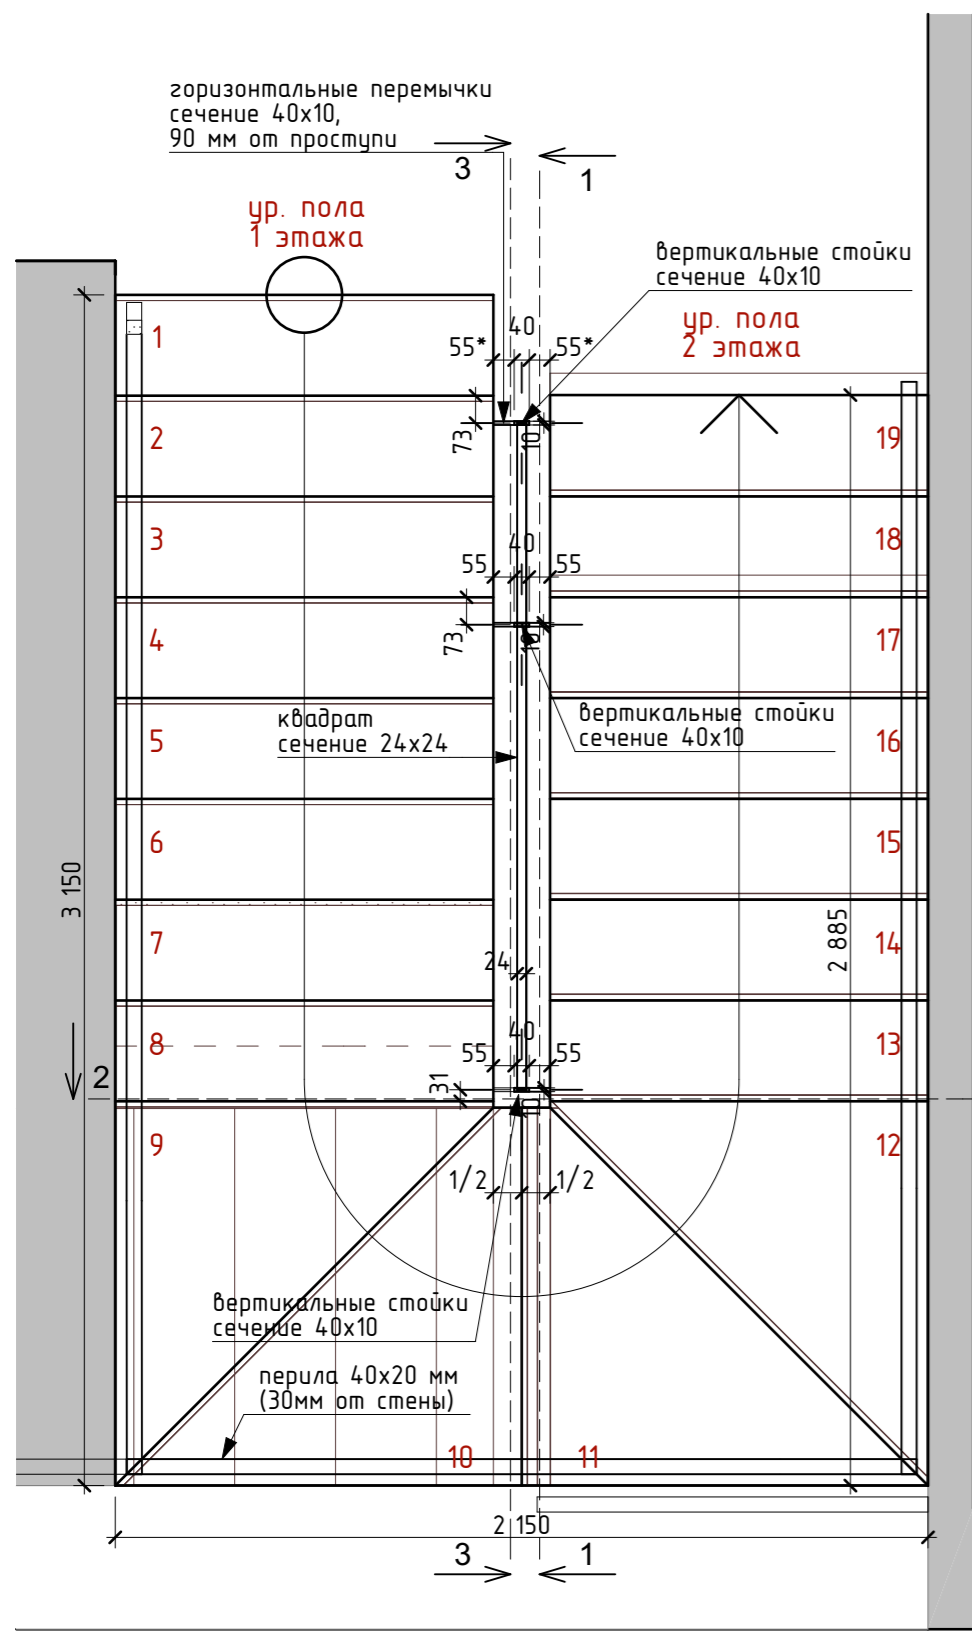 горизонтальные перемычки
сечение 40х10,
90 мм от проступи
3
1
ур. пола
1 этажа
вертикальные стойки
сечение 40х10
ур. пола
2 этажа
40
55*
55*
1
2
73
10
19
3
40
18
55
55
4
73
10
17
квадрат
сечение 24х24
вертикальные стойки
сечение 40х10
5
16
6
15
3 150
7
24
2 885
14
8
40
55
55
13
31
2
10
9
12
1/2
1/2
вертикальные стойки
сечение 40х10
перила 40х20 мм
(30мм от стены)
10
11
2 150
3
1